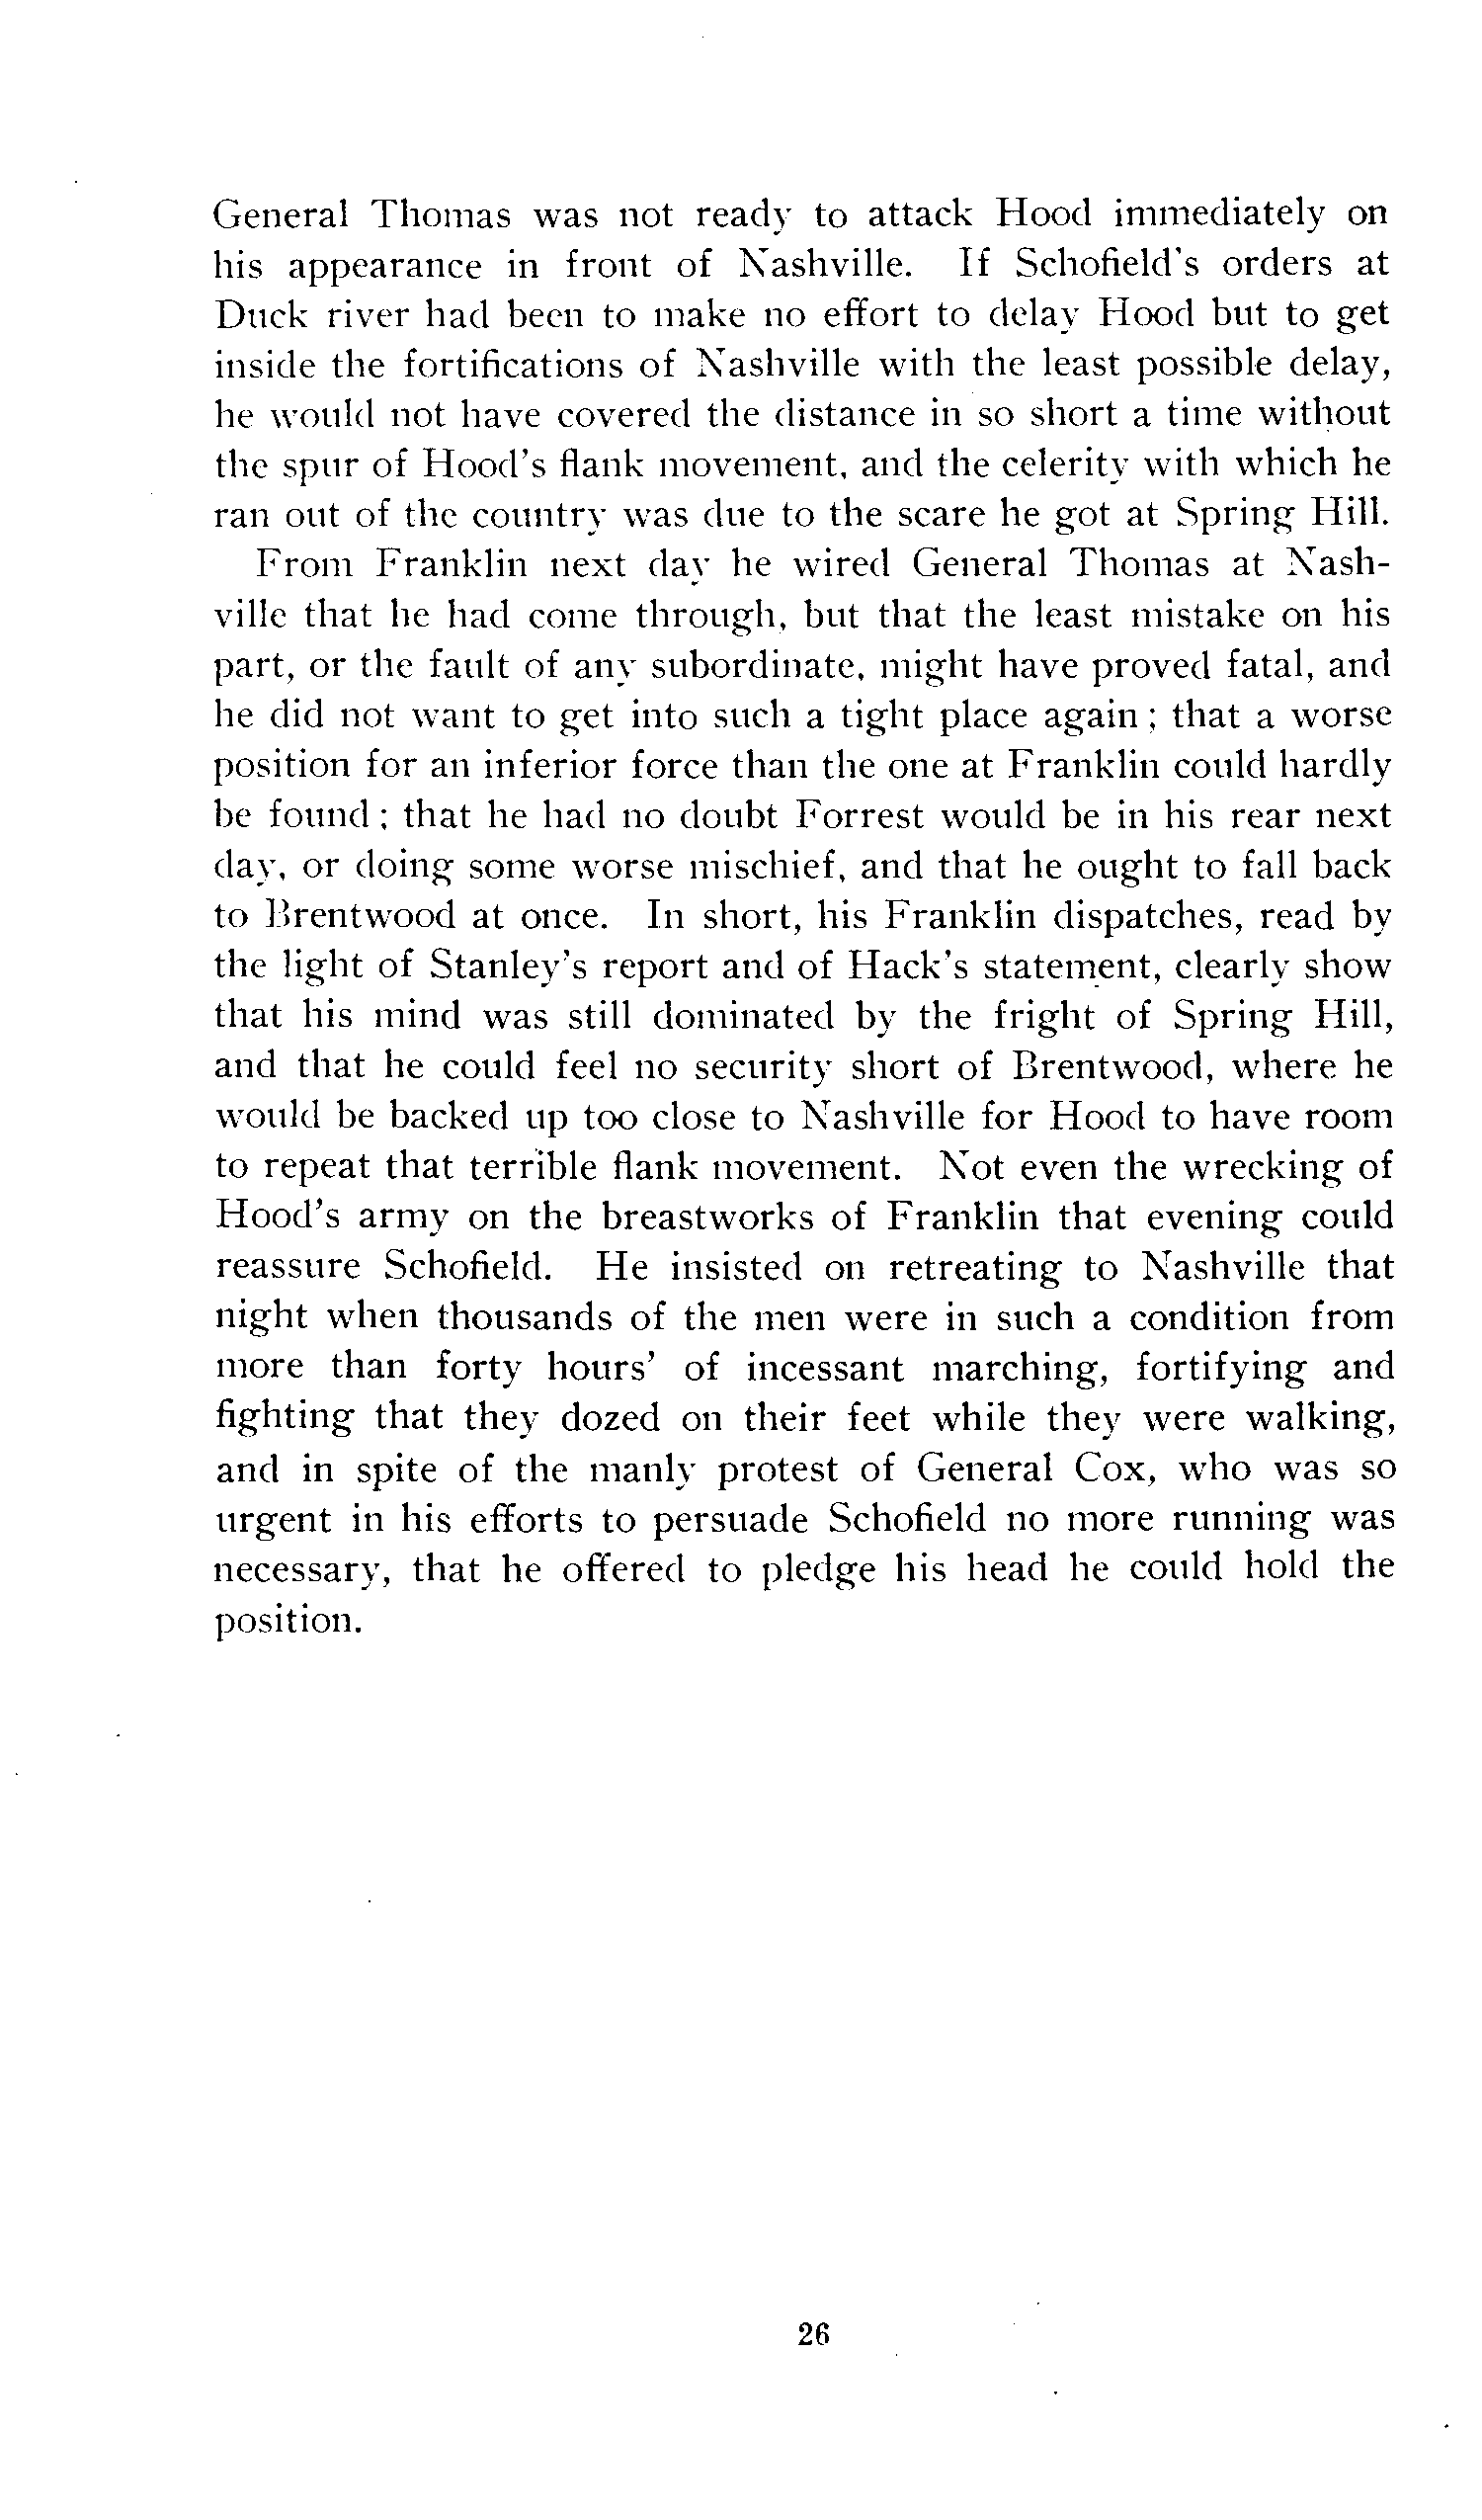 General Thomas was not ready to attack Hood immediately on
his appearance in front of Nashville. If Schofield's orders at
Duck river had been to make no effort to delay Hood but to get
inside the fortifications of Nashville with the least possible delay,
he would not have covered the distance in so short a time without
the spur of Hood's flank movement, and the celerity with which he
ran out of the country was due to the scare he got at Spring Hill.
From Franklin next day he wired General Thomas at Nash-
ville that he had come through, but that the least mistake on his
part, or the fault of any subordinate, might have proved fatal, and
he did not want to get into such a tight place again; that a worse
position for an inferior force than the one at Franklin could hardly
be found; that he had no doubt Forrest would be in his rear next
day, or doing some worse mischief, and that he ought to fall back
to Brentwood at once. In short, his Franklin dispatches, read by
the light of Stanley's report and of Hack's statement, clearly show
that his mind was still dominated by the fright of Spring Hill,
and that he could feel no security short of Brentwood, where he
would be backed up too close to Nashville for Hood to have room
to repeat that terrible flank movement. Not even the wrecking of
Hood's army on the breastworks of Franklin that evening could
reassure Schofield. He insisted on retreating to Nashville that
night when thousands of the men were in such a condition from
more than forty hours' of incessant marching, fortifying and
fighting that they dozed on their feet while they were walking,
and in spite of the manly protest of General Cox, who was so
urgent in his efforts to persuade Schofield no more running was
necessary, that he offered to pledge his head he could hold the
position.
26